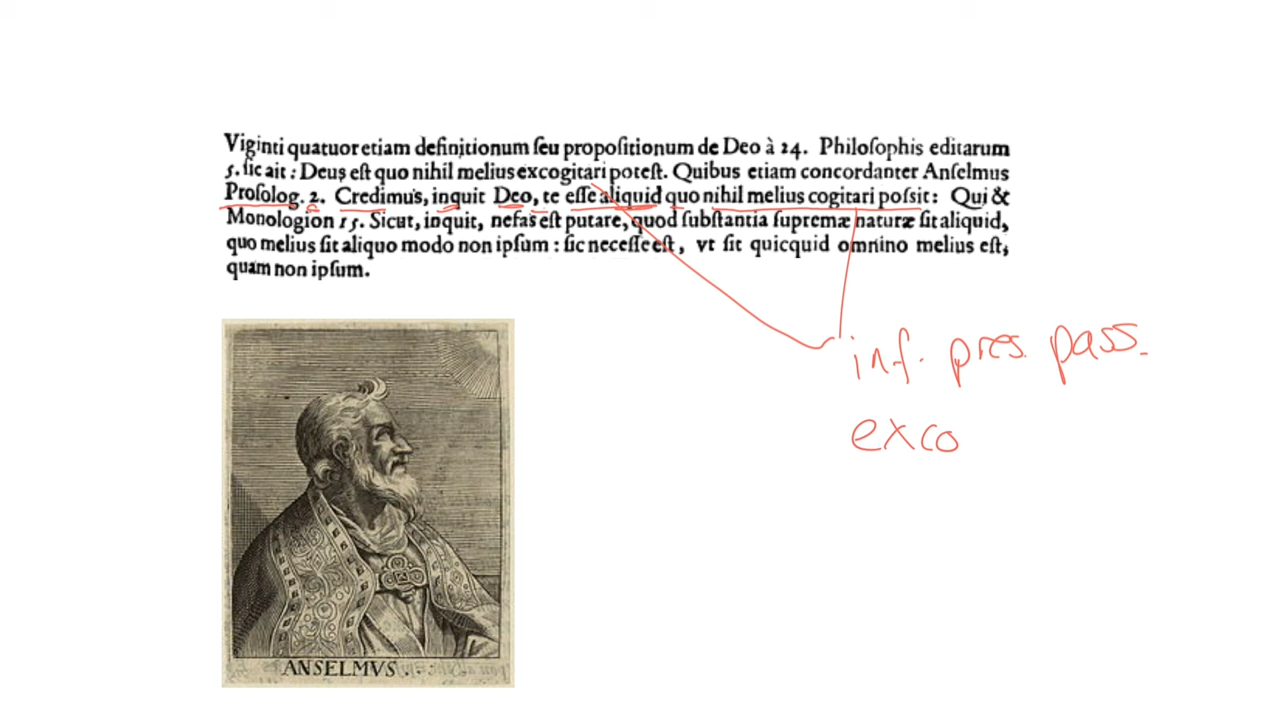 Viginti quatuor etiam definitionum ſeu propoſitionum de Deo à 24. Philoſophis editarum
5. ſic ait : Deus eſt quo nihil melius excogitari poteſt. Quibus etiam concordanter Anſelmus
Proſolog. 2. Credimus, inquit Deo, te eſſe aliquid quo nihil melius cogitari poſsit : Qui &
Monologion 15. Sicut, inquit, nefas eſt putare, quod ſubſtantia ſupremæ naturæ ſit aliquid,
quo melius ſit aliquo modo non ipſum : ſic neceſſe eſt, vt ſit quicquid omnino melius eſt,
quam non ipſum.
inf. pres. pass.
exco
ANSELMVS.